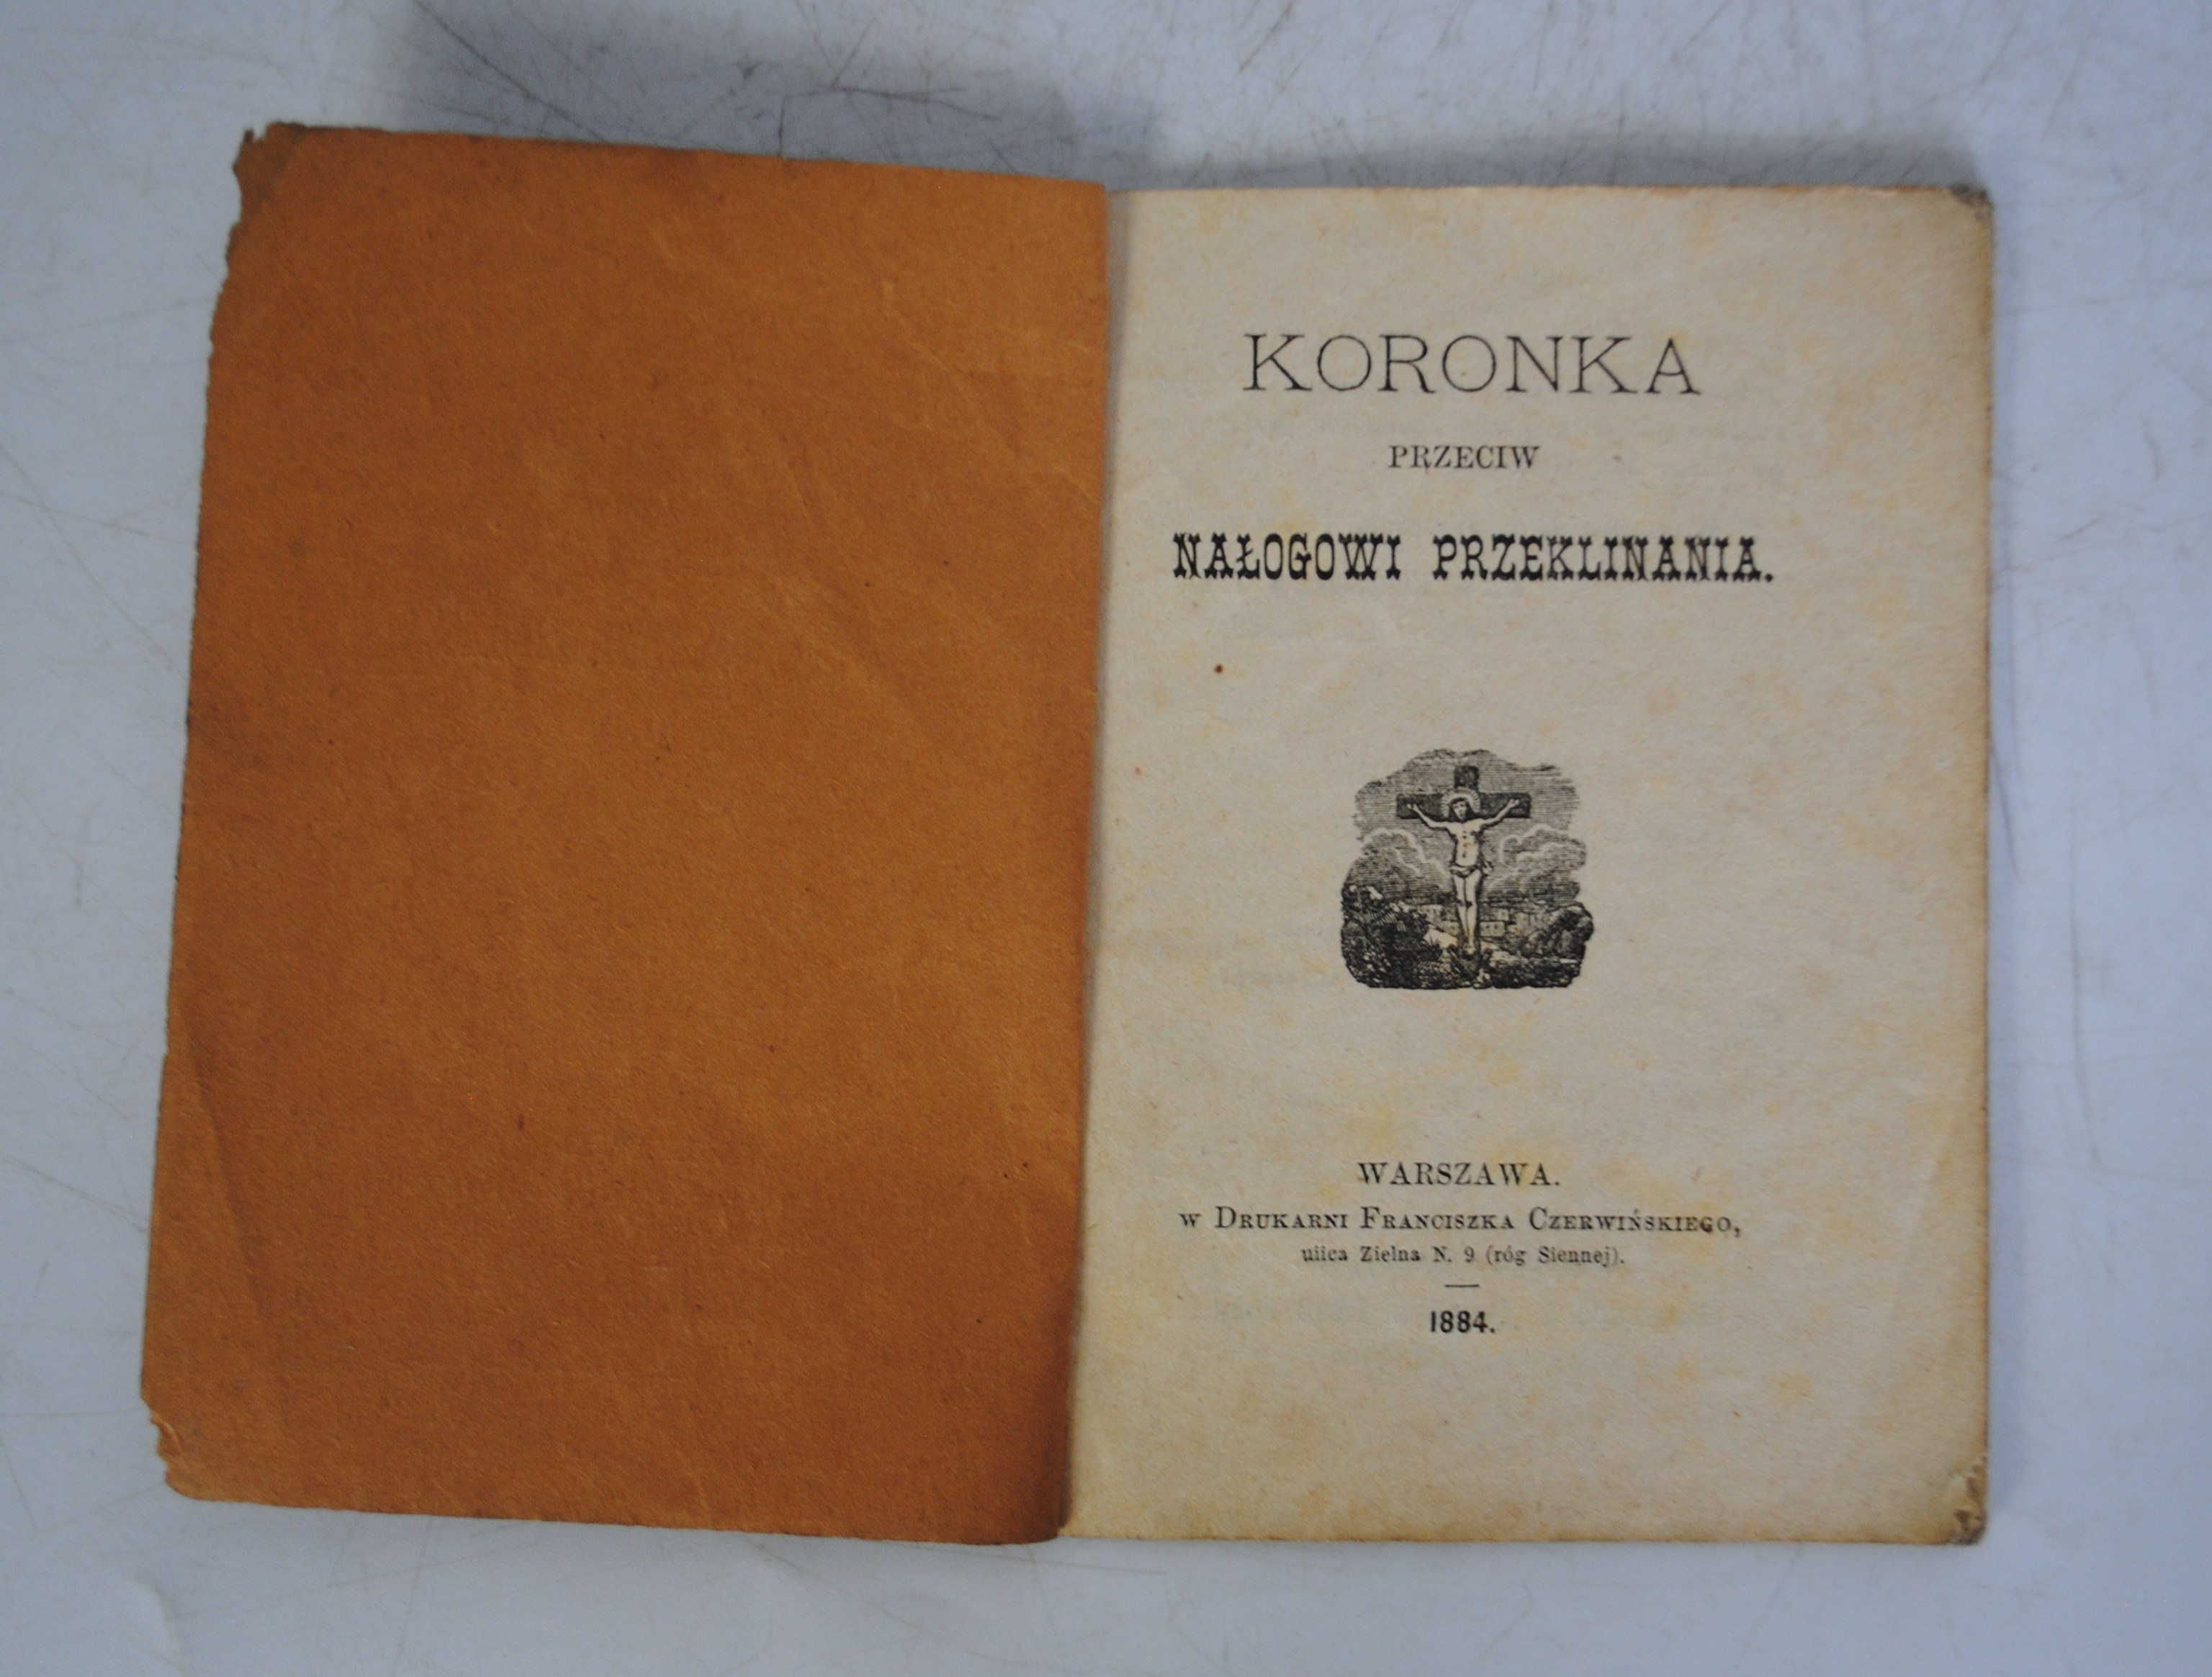 KORONKA
PRZECIW
NAŁOGOWI PRZEKLINANIA.
WARSZAWA.
w Drukarni Franciszka Czerwińskiego,
ulica Zielna N. 9 (róg Siennej).
1884.